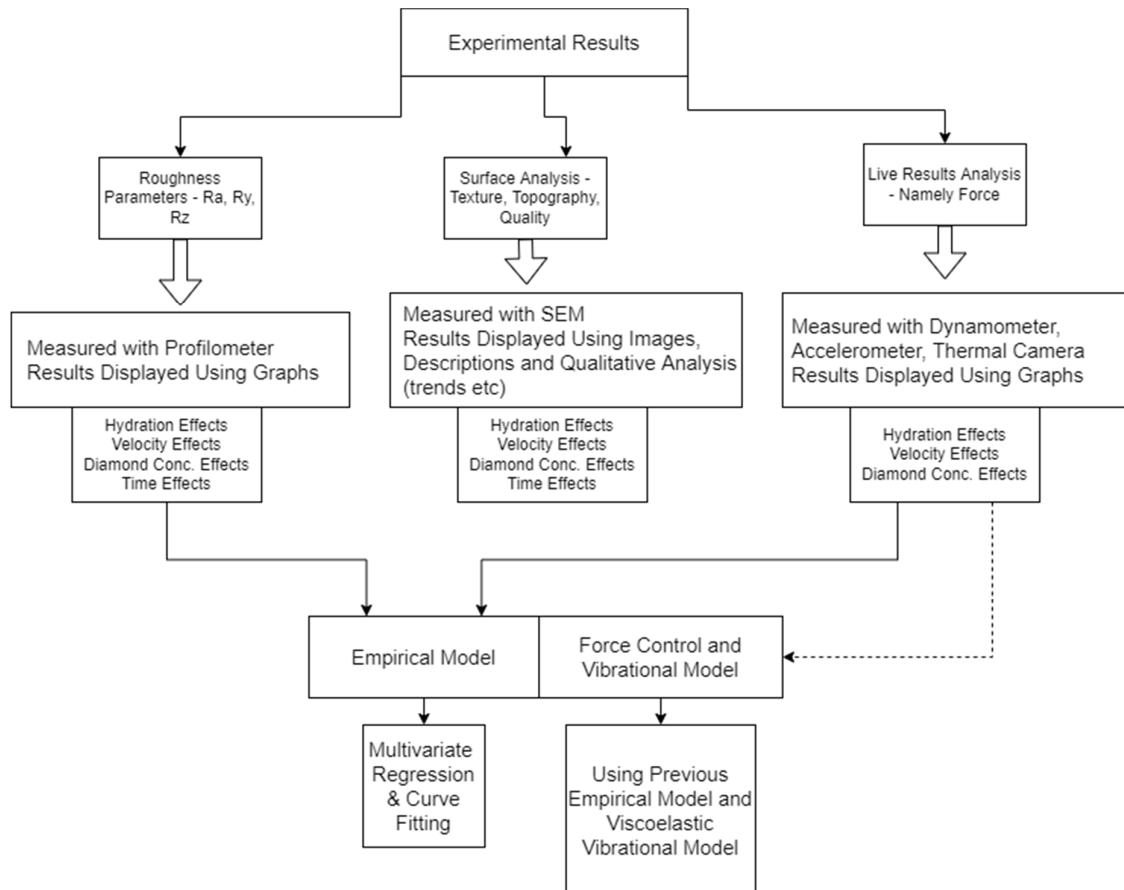 Experimental Results
Roughness
Parameters - Ra, Ry,
Rz
Surface Analysis -
Texture, Topography,
Quality
Live Results Analysis
- Namely Force
Measured with Profilometer
Results Displayed Using Graphs
Measured with SEM
Results Displayed Using Images,
Descriptions and Qualitative Analysis
(trends etc)
Measured with Dynamometer,
Accelerometer, Thermal Camera
Results Displayed Using Graphs
Hydration Effects
Velocity Effects
Diamond Conc. Effects
Time Effects
Hydration Effects
Velocity Effects
Diamond Conc. Effects
Time Effects
Hydration Effects
Velocity Effects
Diamond Conc. Effects
Empirical Model
Force Control and
Vibrational Model
Multivariate
Regression
& Curve
Fitting
Using Previous
Empirical Model and
Viscoelastic
Vibrational Model